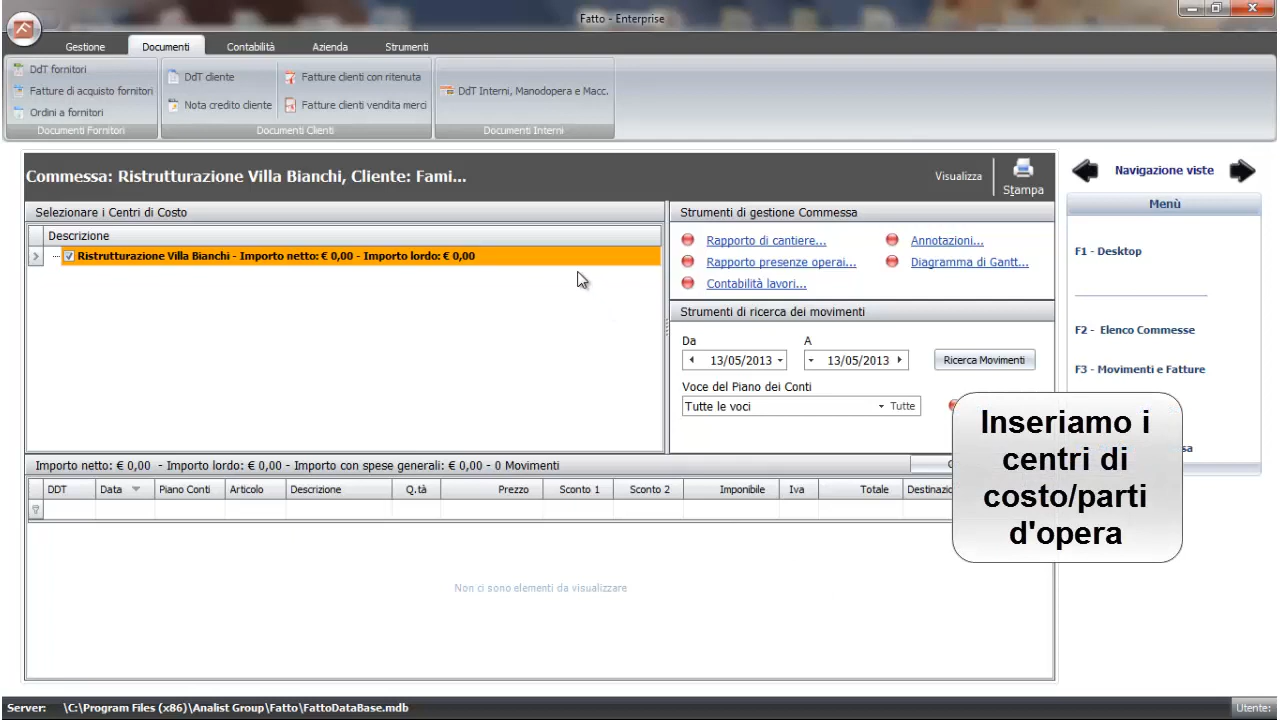 Fatto - Enterprise
Gestione Documenti Contabilità Azienda Strumenti
DdT fornitori
Fatture di acquisto fornitori
Ordini a fornitori
Documenti Fornitori
DdT cliente
Nota credito cliente
Fatture clienti con ritenuta
Fatture clienti vendita merci
Documenti Clienti
DdT Interni, Manodopera e Macc.
Documenti Interni
Commessa: Ristrutturazione Villa Bianchi, Cliente: Fami...
Visualizza
Stampa
Selezionare i Centri di Costo
Descrizione
Ristrutturazione Villa Bianchi - Importo netto: € 0,00 - Importo lordo: € 0,00
Strumenti di gestione Commessa
Rapporto di cantiere...
Annotazioni...
Rapporto presenze operai...
Diagramma di Gantt...
Contabilità lavori...
Strumenti di ricerca dei movimenti
Da
A
13/05/2013
13/05/2013
Ricerca Movimenti
Voce del Piano dei Conti
Tutte le voci
Tutte
Navigazione viste
Menù
F1 - Desktop
F2 - Elenco Commesse
F3 - Movimenti e Fatture
sa
Inseriamo i
centri di
costo/parti
d'opera
Importo netto: € 0,00 - Importo lordo: € 0,00 - Importo con spese generali: € 0,00 - 0 Movimenti
DDT Data Piano Conti Articolo Descrizione Q.tà Prezzo Sconto 1 Sconto 2 Imponibile Iva Totale Destinazio
Non ci sono elementi da visualizzare
Server: \C:\Program Files (x86)\Analist Group\Fatto\FattoDataBase.mdb
Utente: